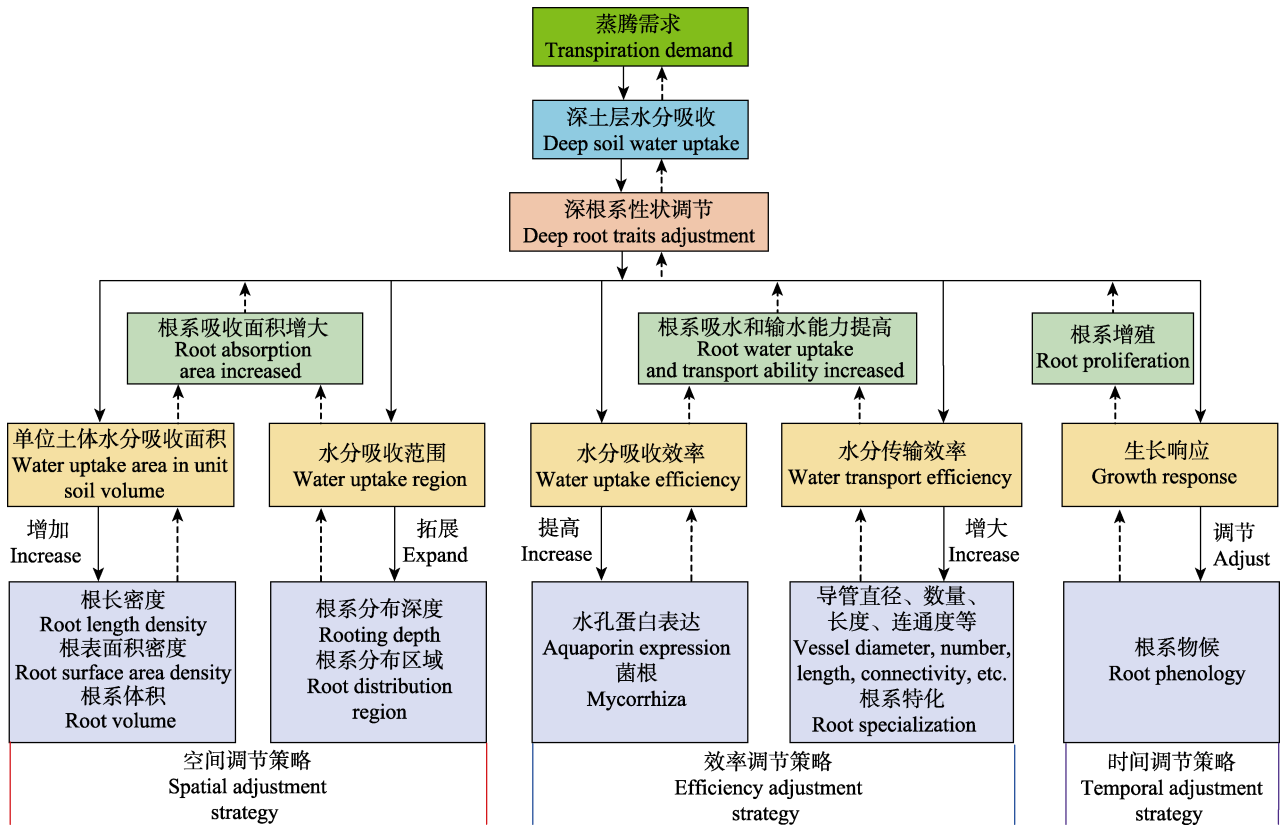 蒸腾需求
Transpiration demand
深土层水分吸收
Deep soil water uptake
深根系性状调节
Deep root traits adjustment
根系吸收面积增大
Root absorption
area increased
根系吸水和输水能力提高
Root water uptake
and transport ability increased
根系增殖
Root proliferation
单位土体水分吸收面积
Water uptake area in unit
soil volume
水分吸收范围
Water uptake region
水分吸收效率
Water uptake efficiency
水分传输效率
Water transport efficiency
生长响应
Growth response
增加
Increase
拓展
Expand
提高
Increase
增大
Increase
调节
Adjust
根长密度
Root length density
根表面积密度
Root surface area density
根系体积
Root volume
根系分布深度
Rooting depth
根系分布区域
Root distribution
region
水孔蛋白表达
Aquaporin expression
菌根
Mycorrhiza
导管直径、数量、
长度、连通度等
Vessel diameter, number,
length, connectivity, etc.
根系特化
Root specialization
根系物候
Root phenology
空间调节策略
Spatial adjustment
strategy
效率调节策略
Efficiency adjustment
strategy
时间调节策略
Temporal adjustment
strategy